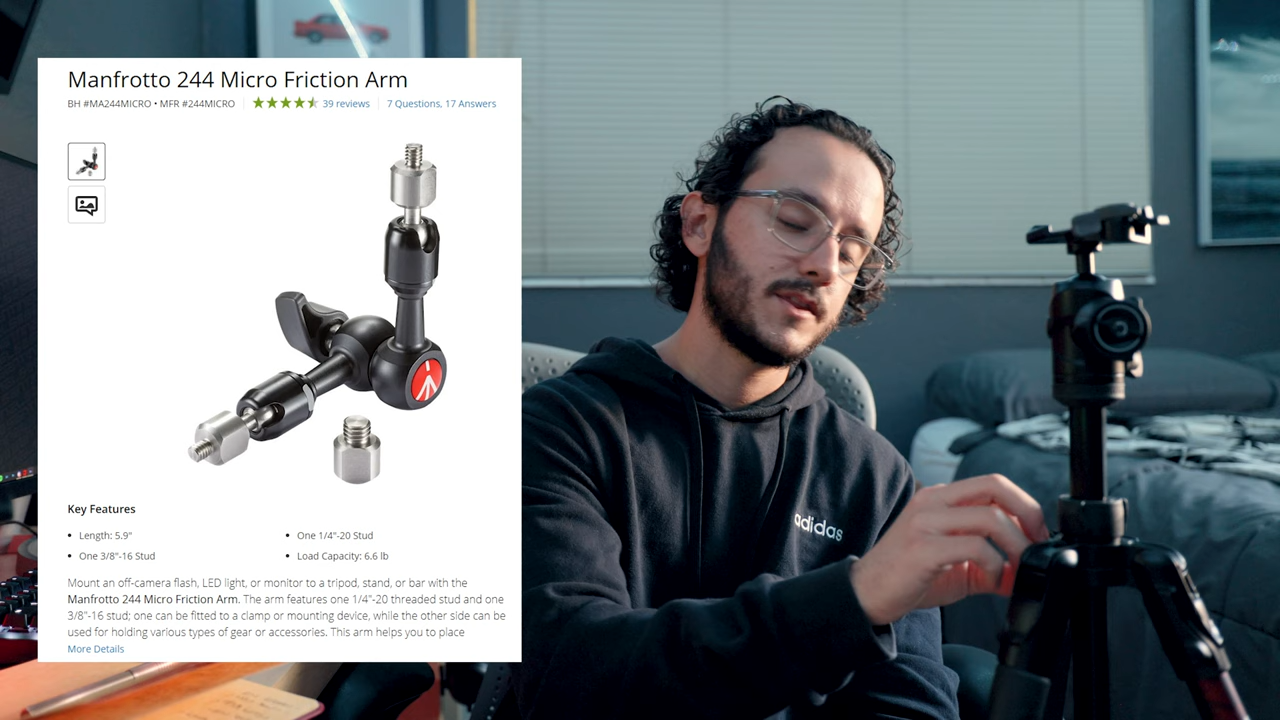 Manfrotto 244 Micro Friction Arm
BH #MA244MICRO • MFR #244MICRO 39 reviews 7 Questions, 17 Answers
Key Features
• Length: 5.9" • One 1/4"-20 Stud
• One 3/8"-16 Stud • Load Capacity: 6.6 lb
Mount an off-camera flash, LED light, or monitor to a tripod, stand, or bar with the
Manfrotto 244 Micro Friction Arm. The arm features one 1/4"-20 threaded stud and one
3/8"-16 stud; one can be fitted to a clamp or mounting device, while the other side can be
used for holding various types of gear or accessories. This arm helps you to place
More Details
adidas